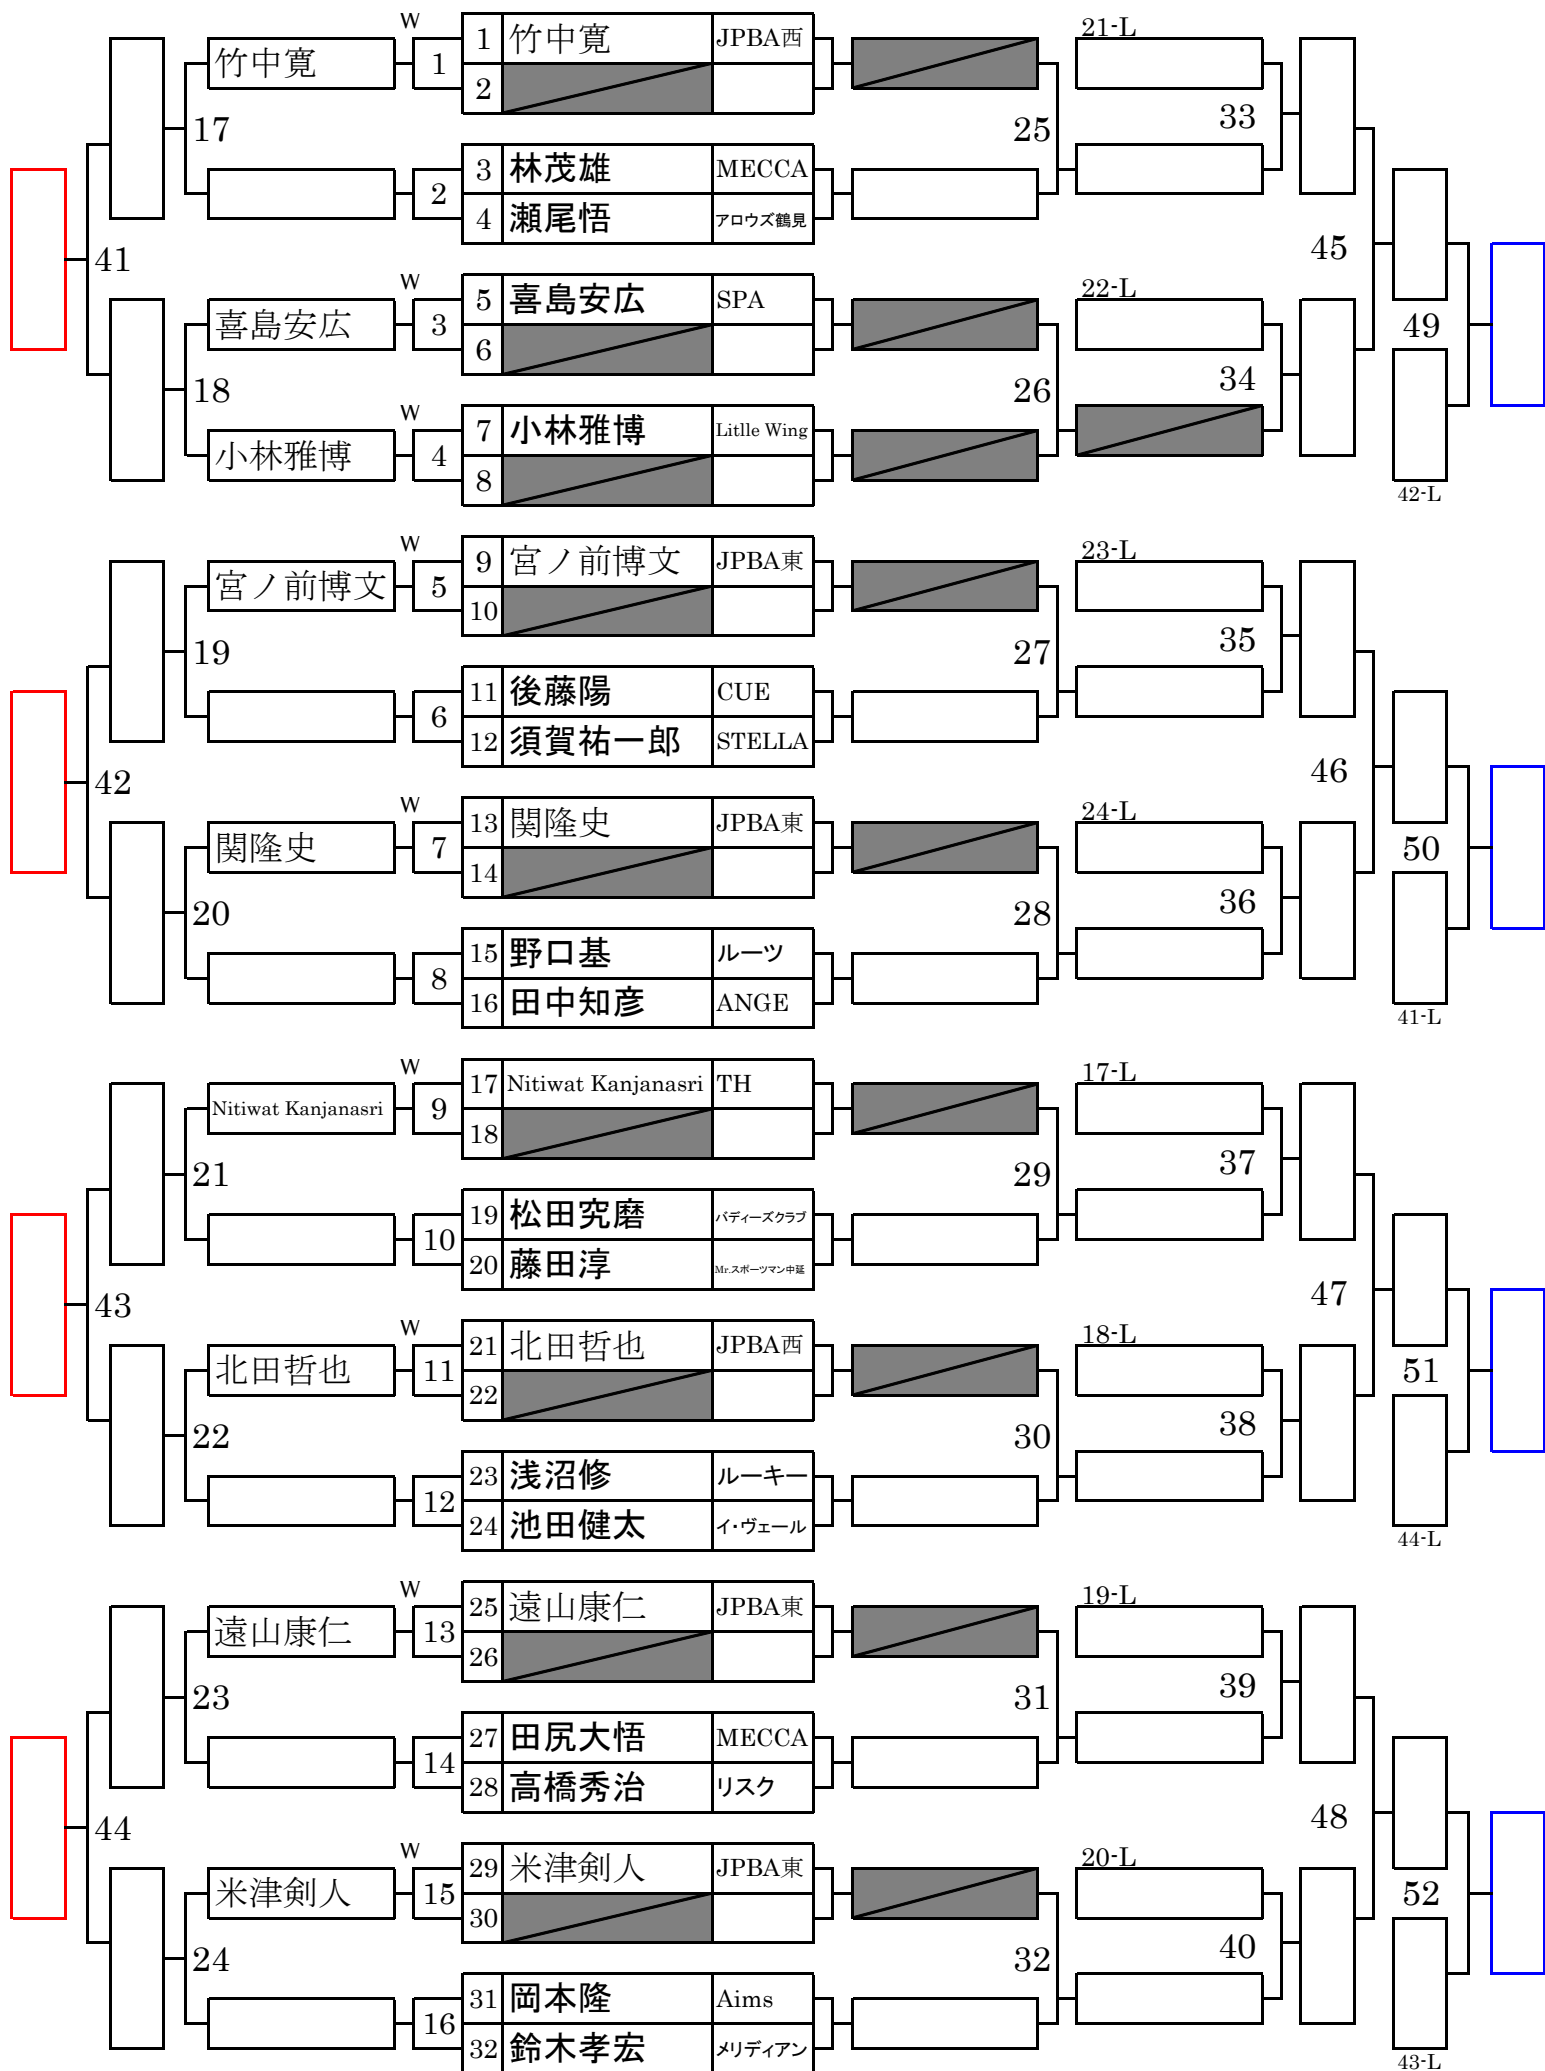 W
1 竹中寛 JPBA西
21-L
竹中寛 1
2
17 25 33
3 林茂雄 MECCA
2
4 瀬尾悟 アロウズ鶴見
41 45
W
5 喜島安広 SPA
22-L
喜島安広 3
6
49
18 26 34
W
7 小林雅博 Litlle Wing
小林雅博 4
8
42-L
W
9 宮ノ前博文 JPBA東
23-L
宮ノ前博文 5
10
19 27 35
11 後藤陽 CUE
6
12 須賀祐一郎 STELLA
42 46
W
13 関隆史 JPBA東
24-L
関隆史 7
14
50
20 28 36
15 野口基 ルーツ
8
16 田中知彦 ANGE
41-L
W
17 Nitiwat Kanjanasri TH
17-L
Nitiwat Kanjanasri 9
18
21 29 37
19 松田究磨 バディーズクラブ
10
20 藤田淳 Mr.スポーツマン中延
43 47
W
21 北田哲也 JPBA西
18-L
北田哲也 11
22
51
22 30 38
23 浅沼修 ルーキー
12
24 池田健太 イ・ヴェール
44-L
W
25 遠山康仁 JPBA東
19-L
遠山康仁 13
26
23 31 39
27 田尻大悟 MECCA
14
28 高橋秀治 リスク
44 48
W
29 米津剣人 JPBA東
20-L
米津剣人 15
30
52
24 32 40
31 岡本隆 Aims
16
32 鈴木孝宏 メリディアン
43-L